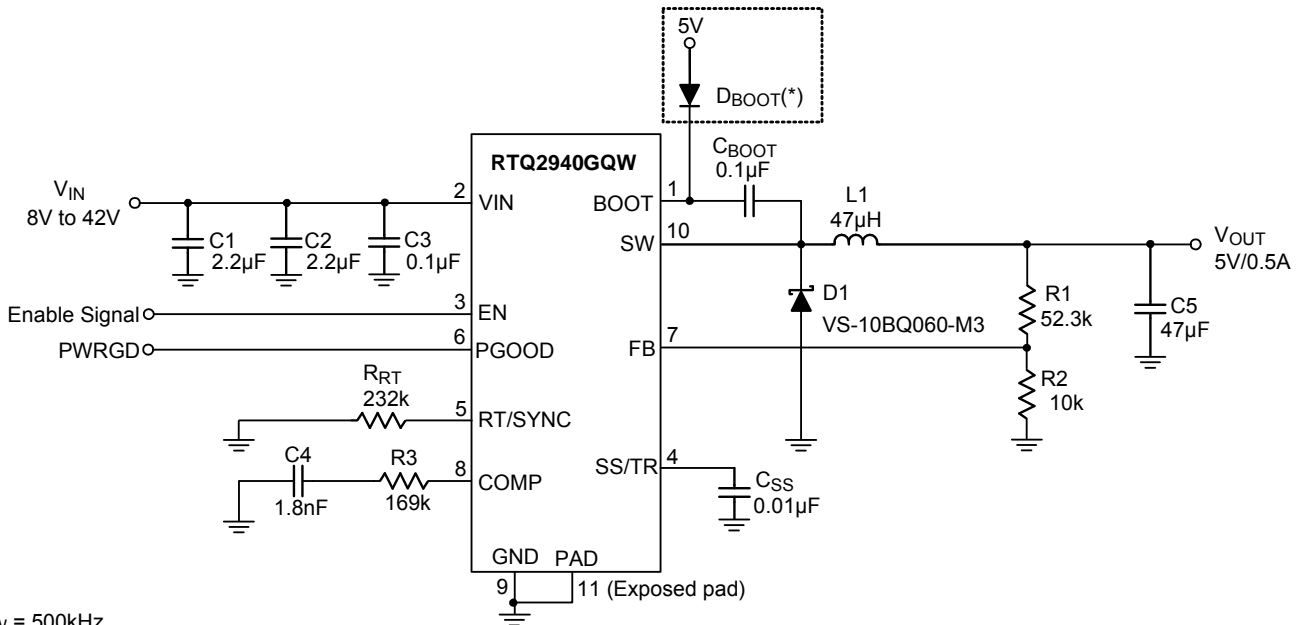 5V
DBOOT(*)
RTQ2940GQW
CBOOT
0.1µF
VIN
8V to 42V
2
VIN
BOOT
1
L1
47µH
SW
10
VOUT
5V/0.5A
C1
2.2µF
C2
2.2µF
C3
0.1µF
D1
VS-10BQ060-M3
R1
52.3k
C5
47µF
Enable Signal
3
EN
PWRGD
6
PGOOD
FB
7
R2
10k
RRT
232k
5
RT/SYNC
C4
1.8nF
R3
169k
8
COMP
SS/TR
4
CSS
0.01µF
GND
PAD
9
11 (Exposed pad)
= 500kHz